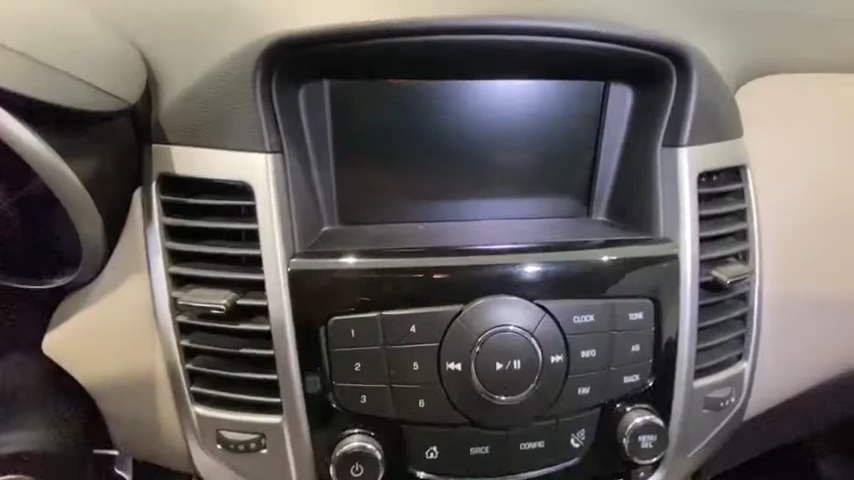 1 4 CLOCK TONE
2 5 INFO AS
3 6 FAV BACK
SRCE CONFIG MENU
SEL